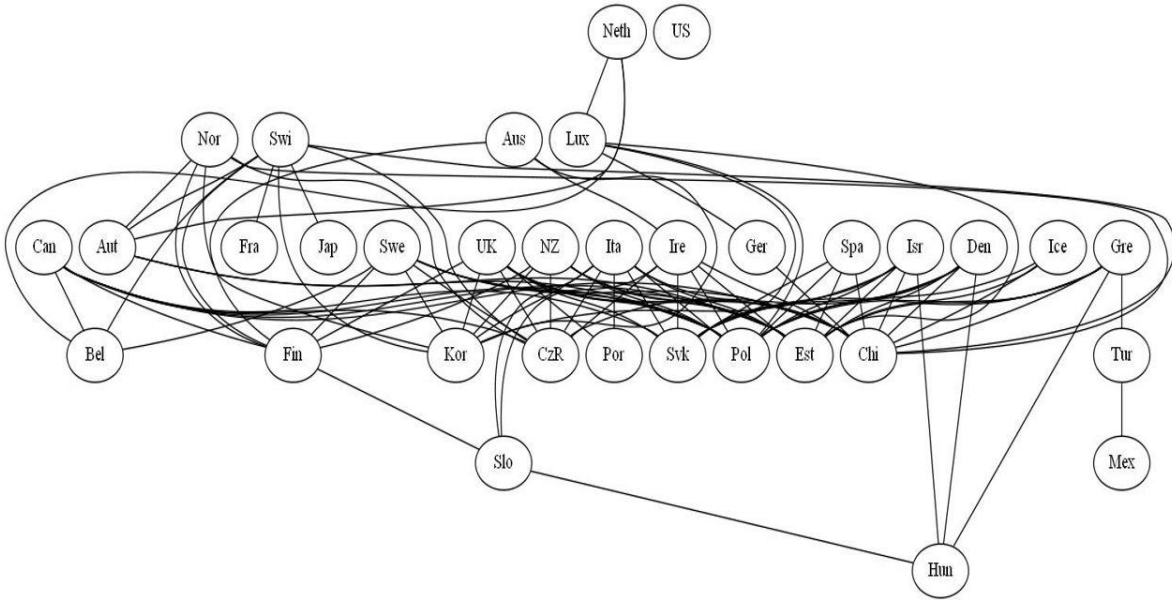 Neth US
Nor Swi Aus Lux
Can Aut Fra Jap Swe UK NZ Ita Ire Ger Spa Isr Den Ice Gre
Bel Fin Kor CzR Por Svk Pol Est Chi Tur
Slo Mex
Hun